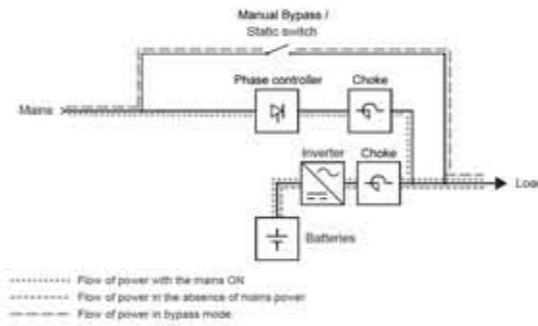 Manual Bypass /
Static switch
Phase controller
Choke
Mains
Inverter
Choke
Load
Batteries
Flow of power with the mains ON
Flow of power in the absence of mains power
Flow of power in bypass mode